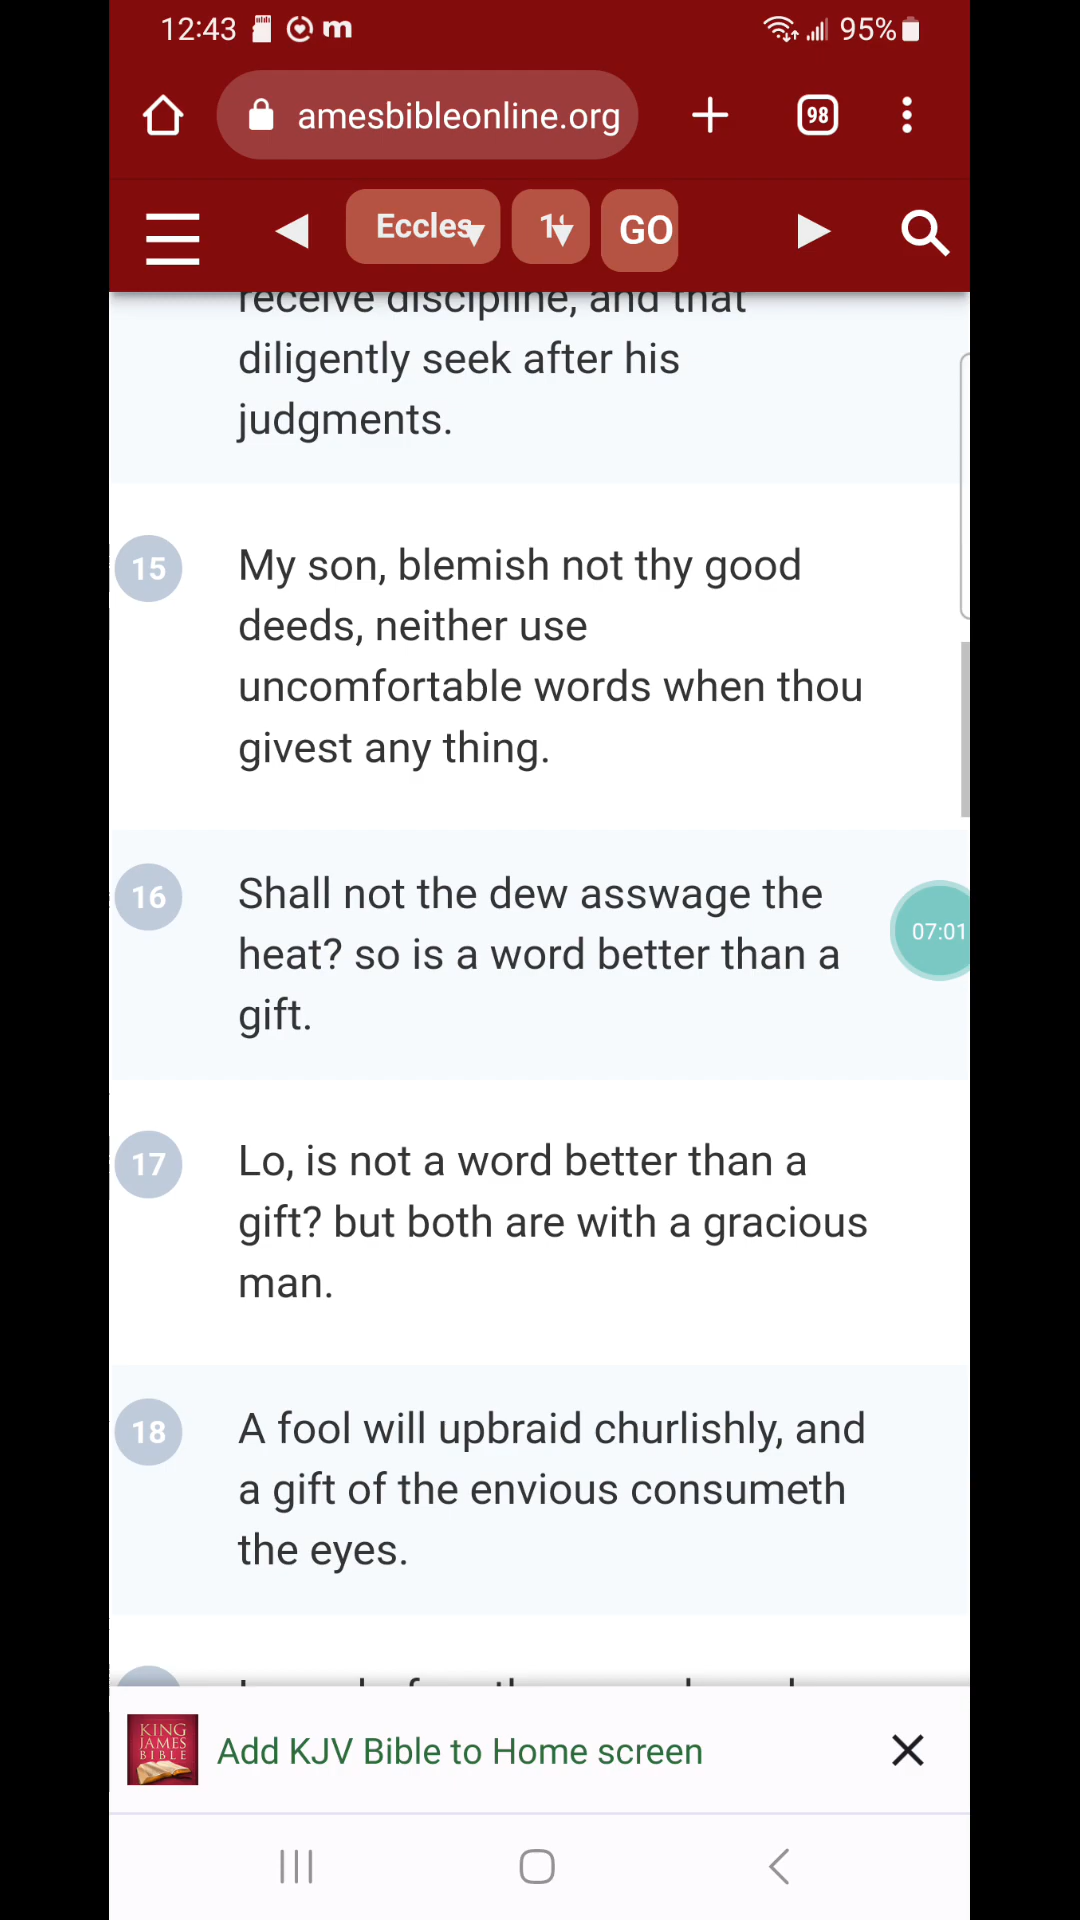 12:43 m 95%
amesbibleonline.org 98
Eccles GO
receive discipline, and that
diligently seek after his
judgments.
15 My son, blemish not thy good
deeds, neither use
uncomfortable words when thou
givest any thing.
16 Shall not the dew asswage the
heat? so is a word better than a
gift.
07:01
17 Lo, is not a word better than a
gift? but both are with a gracious
man.
18 A fool will upbraid churlishly, and
a gift of the envious consumeth
the eyes.
KING
JAMES
BIBLE
Add KJV Bible to Home screen